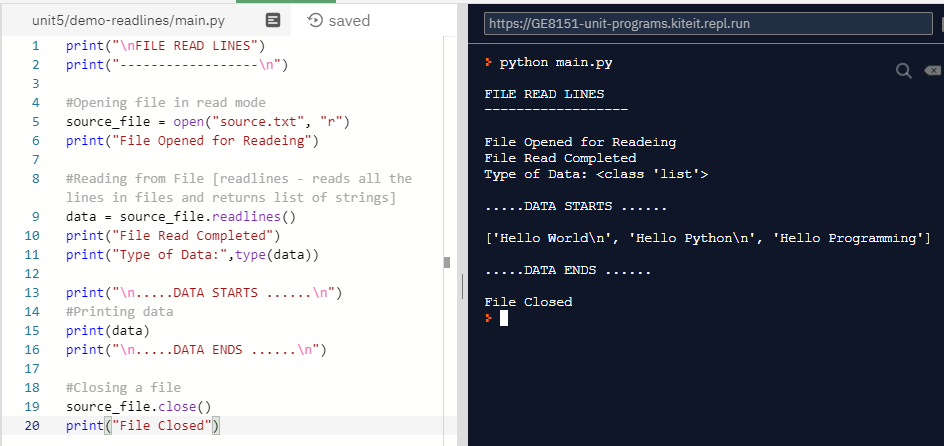 unit5/demo-readlines/main.py
saved
1 print("\nFILE READ LINES")
2 print("------------------\n")
3
4 #Opening file in read mode
5 source_file = open("source.txt", "r")
6 print("File Opened for Readeing")
7
8 #Reading from File [readlines - reads all the
lines in files and returns list of strings]
9 data = source_file.readlines()
10 print("File Read Completed")
11 print("Type of Data:",type(data))
12
13 print("\n.....DATA STARTS ......\n")
14 #Printing data
15 print(data)
16 print("\n.....DATA ENDS ......\n")
17
18 #Closing a file
19 source_file.close()
20 print("File Closed")
https://GE8151-unit-programs.kiteit.repl.run
python main.py
FILE READ LINES
------------------
File Opened for Readeing
File Read Completed
Type of Data: <class 'list'>
.....DATA STARTS ......
['Hello World\n', 'Hello Python\n', 'Hello Programming']
.....DATA ENDS ......
File Closed